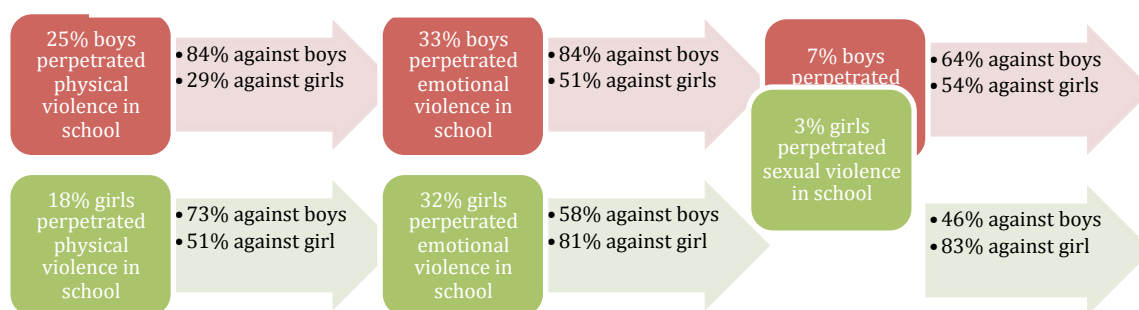 25% boys
perpetrated
physical
violence in
school
• 84% against boys
• 29% against girls
33% boys
perpetrated
emotional
violence in
school
• 84% against boys
• 51% against girls
7% boys
perpetrated
• 64% against boys
• 54% against girls
18% girls
perpetrated
physical
violence in
school
• 73% against boys
• 51% against girl
32% girls
perpetrated
emotional
violence in
school
• 58% against boys
• 81% against girl
3% girls
perpetrated
sexual violence
in school
• 46% against boys
• 83% against girl